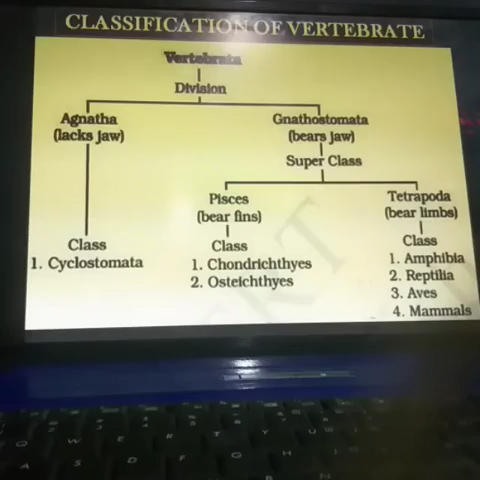 CLASSIFICATION OF VERTEBRATE
Vertebrata
Division
Agnatha
(lacks jaw)
Gnathostomata
(bears jaw)
Super Class
Pisces
(bear fins)
Tetrapoda
(bear limbs)
Class
1. Cyclostomata
Class
1. Chondrichthyes
2. Osteichthyes
Class
1. Amphibia
2. Reptilia
3. Aves
4. Mammals
Q W E R T Y U
A S D F G H J